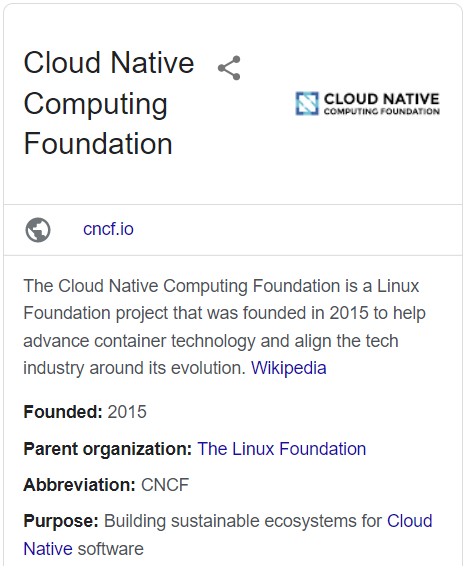 Cloud Native
Computing
Foundation
CLOUD NATIVE
COMPUTING FOUNDATION
cncf.io
The Cloud Native Computing Foundation is a Linux
Foundation project that was founded in 2015 to help
advance container technology and align the tech
industry around its evolution. Wikipedia
Founded: 2015
Parent organization: The Linux Foundation
Abbreviation: CNCF
Purpose: Building sustainable ecosystems for Cloud
Native software